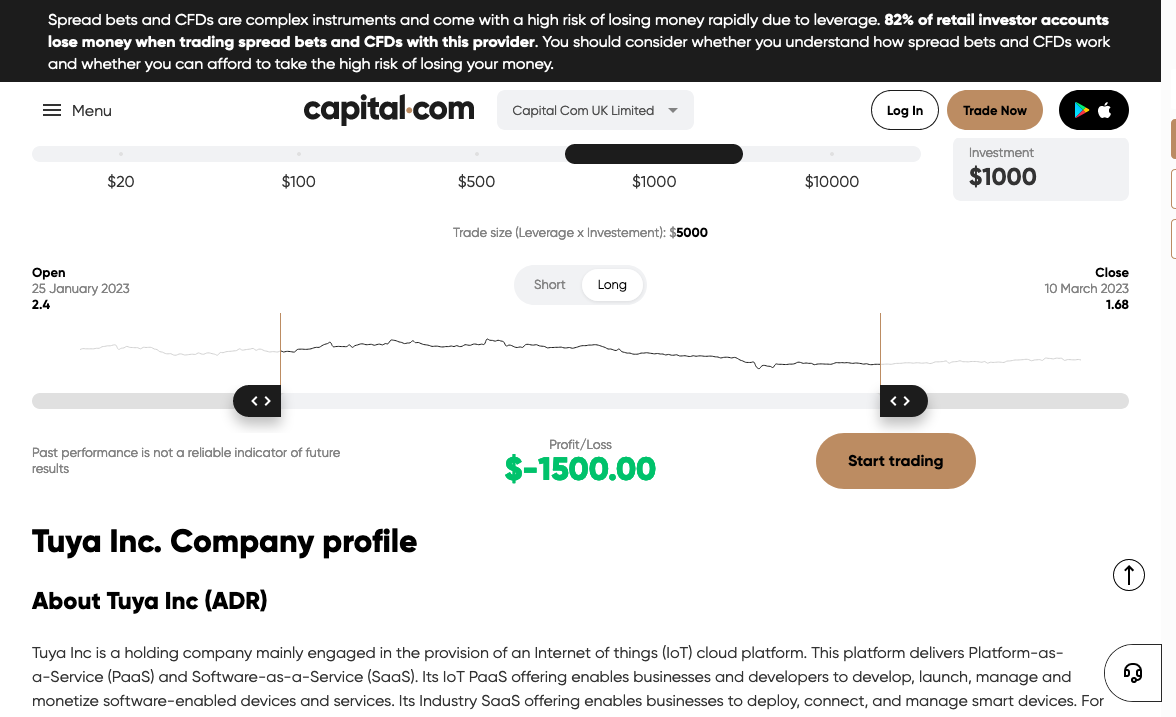 Spread bets and CFDs are complex instruments and come with a high risk of losing money rapidly due to leverage. 82% of retail investor accounts
lose money when trading spread bets and CFDs with this provider. You should consider whether you understand how spread bets and CFDs work
and whether you can afford to take the high risk of losing your money.
Menu
capital.com
Capital Com UK Limited
Log In
Trade Now
$20
$100
$500
$1000
$10000
Investment
$1000
Trade size (Leverage x Investement): $5000
Open
25 January 2023
2.4
Short
Long
Close
10 March 2023
1.68
Past performance is not a reliable indicator of future
results
Profit/Loss
$-1500.00
Start trading
Tuya Inc. Company profile
About Tuya Inc (ADR)
Tuya Inc is a holding company mainly engaged in the provision of an Internet of things (IoT) cloud platform. This platform delivers Platform-as-
a-Service (PaaS) and Software-as-a-Service (SaaS). Its IoT PaaS offering enables businesses and developers to develop, launch, manage and
monetize software-enabled devices and services. Its Industry SaaS offering enables businesses to deploy, connect, and manage smart devices. For